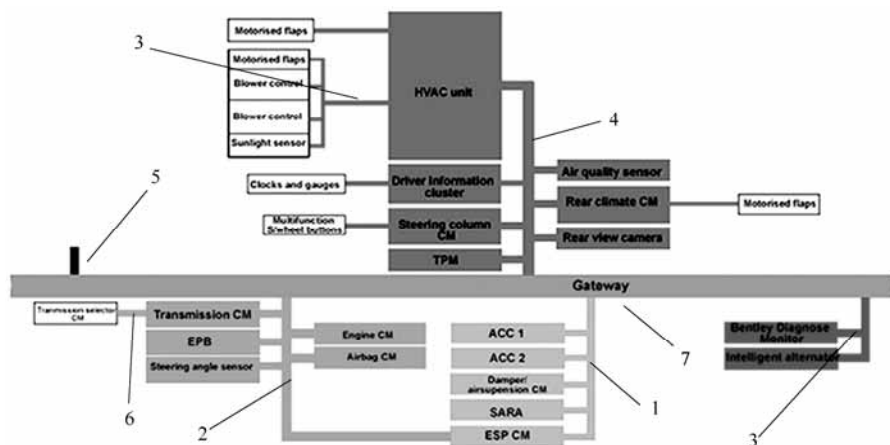 Motorised flaps
3
Motorised flaps
Blower control
HVAC unit
Blower control
Sunlight sensor
4
Air quality sensor
Clocks and gauges
Driver Information
cluster
Rear climate CM
Motorised flaps
5
Multifunction
S/wheel buttons
Steering column
CM
Rear view camera
TPM
Gateway
Tranmission selector
CM
Transmission CM
Engine CM
ACC 1
Bentley Diagnose
Monitor
EPB
Airbag CM
ACC 2
7
Intelligent alternator
Steering angle sensor
Damper/
airsupension CM
1
SARA
6
2
ESP CM
3